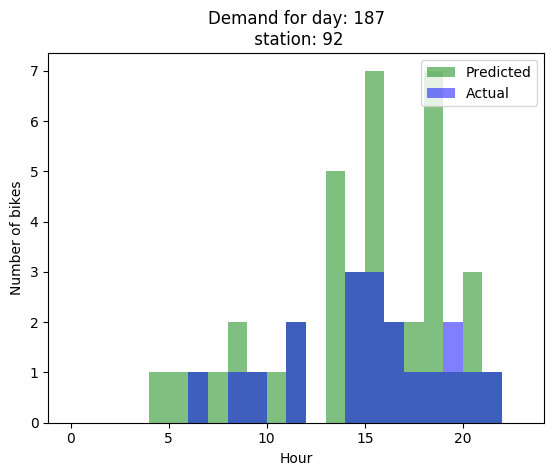 Demand for day: 187
station: 92
Number of bikes
7
6
5
4
3
2
1
0
0 5 10 15 20
Hour
Predicted
Actual